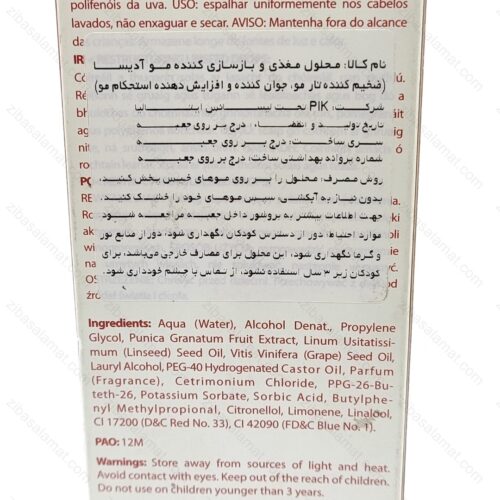 polifenóis da uva. USO: espalhar uniformemente nos cabelos
lavados, não enxaguar e secar. AVISO: Mantenha fora do alcance
نام کالا: محلول مغذی و بازسازی کننده مو آدیسا
(ضخیم کننده تار مو، جوان کننده و افزایش دهنده استحکام مو)
شرکت: PIK تحت لیسانس ایتالیا
تاریخ تولید و انقضاء: درج بر روی جعبه
سری ساخت: درج بر روی جعبه
شماره پروانه بهداشتی ساخت: درج بر روی جعبه
روش مصرف: محلول را بر روی موهای خیس پخش کنید،
بدون نیاز به آبکشی، سپس موهای خود را خشک کنید.
جهت اطلاعات بیشتر به بروشور داخل جعبه مراجعه شود
موارد احتیاط: دور از دسترس کودکان نگهداری شود، دور از منابع نور
و گرما نگهداری شود، این محلول برای مصارف خارجی می‌باشد، برای
کودکان زیر ۳ سال استفاده نشود، از تماس با چشم خودداری شود.
Ingredients: Aqua (Water), Alcohol Denat., Propylene
Glycol, Punica Granatum Fruit Extract, Linum Usitatissi-
mum (Linseed) Seed Oil, Vitis Vinifera (Grape) Seed Oil,
Lauryl Alcohol, PEG-40 Hydrogenated Castor Oil, Parfum
(Fragrance), Cetrimonium Chloride, PPG-26-Bu-
teth-26, Potassium Sorbate, Sorbic Acid, Butylphe-
nyl Methylpropional, Citronellol, Limonene, Linalool,
CI 17200 (D&C Red No. 33), CI 42090 (FD&C Blue No. 1).
PAO: 12M
Warnings: Store away from sources of light and heat.
Avoid contact with eyes. Keep out of the reach of children.
Do not use on children younger than 3 years.
zibasalamat.com